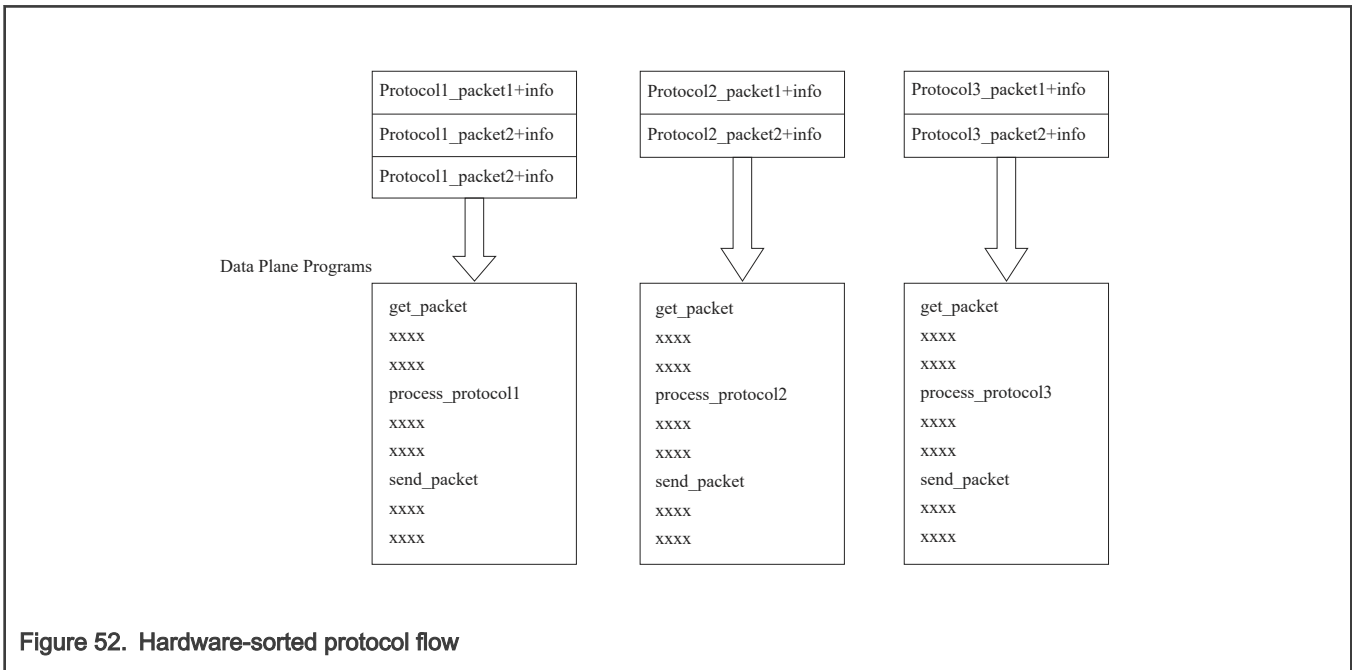 Protocol1_packet1+info
Protocol1_packet2+info
Protocol1_packet2+info
Protocol2_packet1+info
Protocol2_packet2+info
Protocol3_packet1+info
Protocol3_packet2+info
Data Plane Programs
get_packet
xxxx
xxxx
process_protocol1
xxxx
xxxx
send_packet
xxxx
xxxx
get_packet
xxxx
xxxx
process_protocol2
xxxx
xxxx
send_packet
xxxx
xxxx
get_packet
xxxx
xxxx
process_protocol3
xxxx
xxxx
send_packet
xxxx
xxxx
Figure 52. Hardware-sorted protocol flow